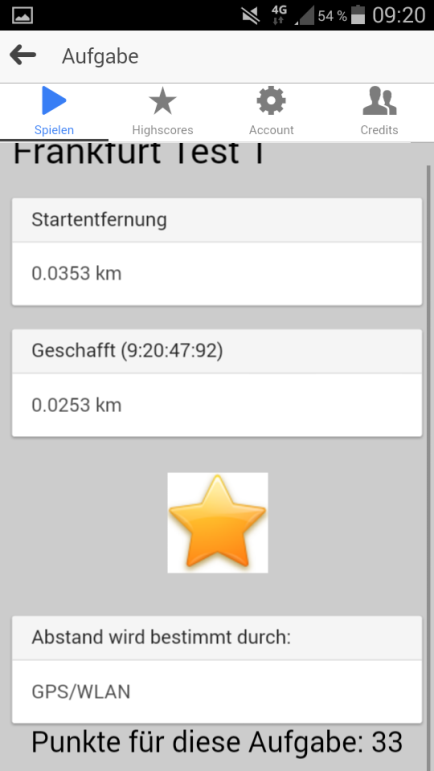 4G 54 % 09:20
Aufgabe
Spielen Highscores Account Credits
Frankfurt Test 1
Startentfernung
0.0353 km
Geschafft (9:20:47:92)
0.0253 km
Abstand wird bestimmt durch:
GPS/WLAN
Punkte für diese Aufgabe: 33